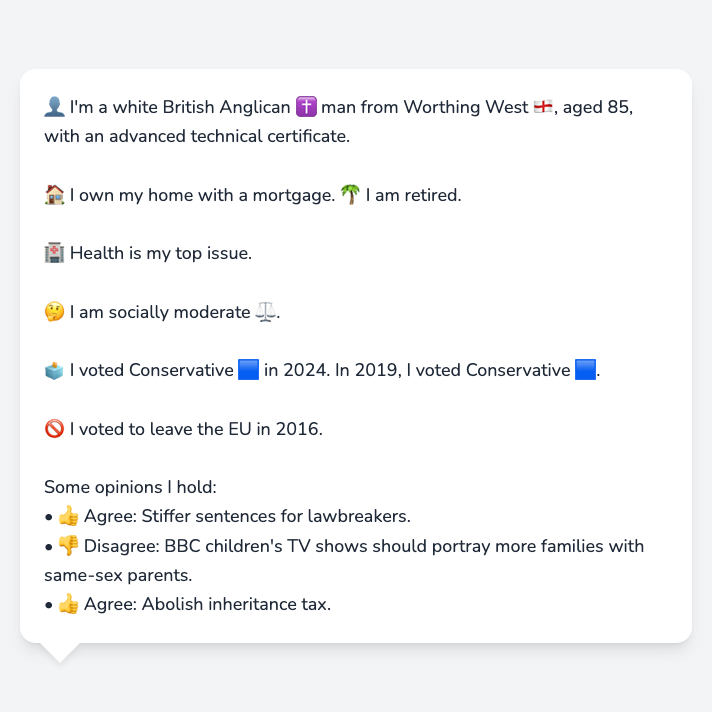 👤 I'm a white British Anglican ✝️ man from Worthing West 🏴󠁧󠁢󠁥󠁮󠁧󠁿, aged 85,
with an advanced technical certificate.
🏠 I own my home with a mortgage. 🌴 I am retired.
🏥 Health is my top issue.
🤔 I am socially moderate ⚖️.
🗳️ I voted Conservative 🟦 in 2024. In 2019, I voted Conservative 🟦.
🚫 I voted to leave the EU in 2016.
Some opinions I hold:
• 👍 Agree: Stiffer sentences for lawbreakers.
• 👎 Disagree: BBC children's TV shows should portray more families with
same-sex parents.
• 👍 Agree: Abolish inheritance tax.